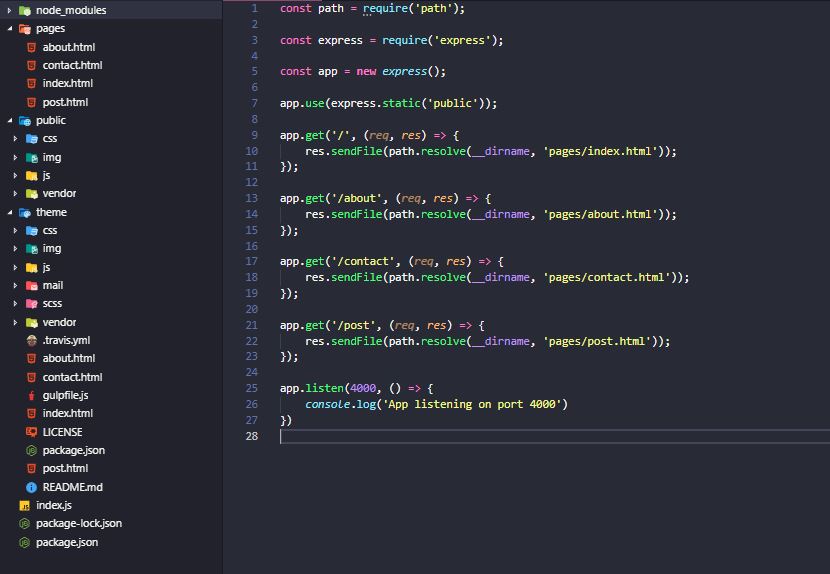 node_modules
pages
about.html
contact.html
index.html
post.html
public
css
img
js
vendor
theme
css
img
js
mail
scss
vendor
.travis.yml
about.html
contact.html
gulpfile.js
index.html
LICENSE
package.json
post.html
README.md
index.js
package-lock.json
package.json
1 const path = require('path');
2
3 const express = require('express');
4
5 const app = new express();
6
7 app.use(express.static('public'));
8
9 app.get('/', (req, res) => {
10 res.sendFile(path.resolve(__dirname, 'pages/index.html'));
11 });
12
13 app.get('/about', (req, res) => {
14 res.sendFile(path.resolve(__dirname, 'pages/about.html'));
15 });
16
17 app.get('/contact', (req, res) => {
18 res.sendFile(path.resolve(__dirname, 'pages/contact.html'));
19 });
20
21 app.get('/post', (req, res) => {
22 res.sendFile(path.resolve(__dirname, 'pages/post.html'));
23 });
24
25 app.listen(4000, () => {
26 console.log('App listening on port 4000')
27 })
28